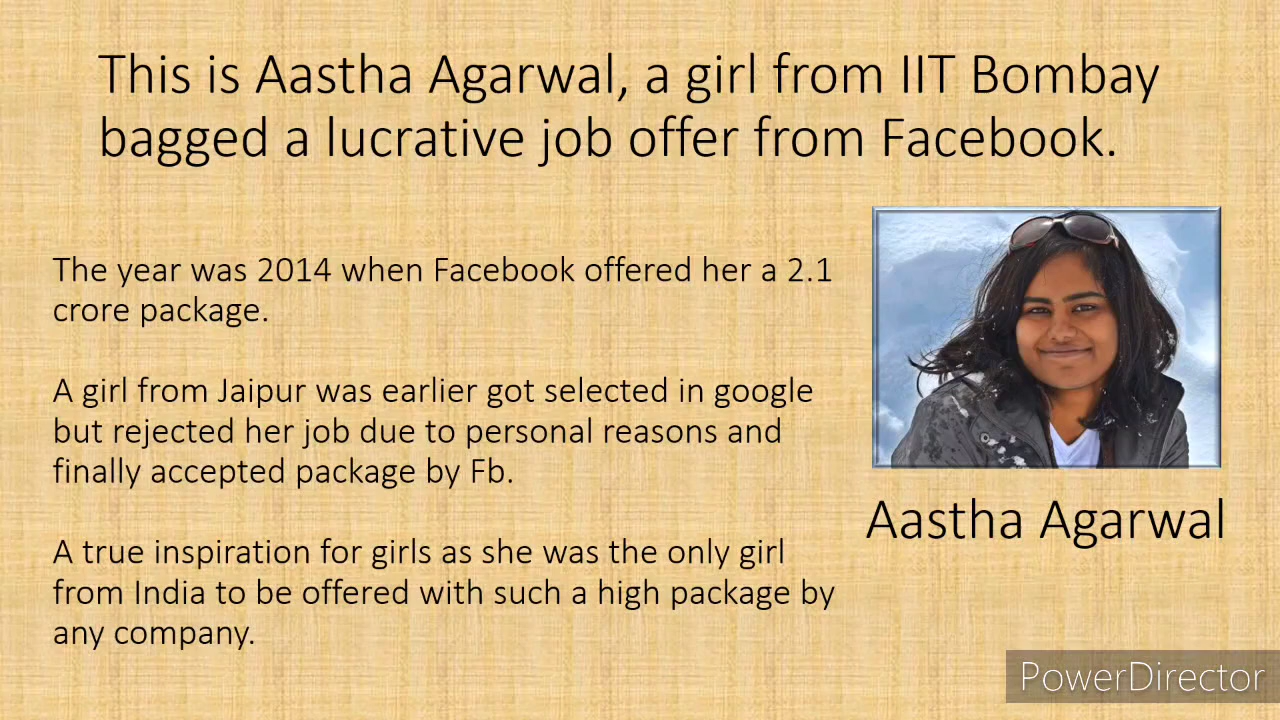 This is Aastha Agarwal, a girl from IIT Bombay
bagged a lucrative job offer from Facebook.
The year was 2014 when Facebook offered her a 2.1
crore package.
A girl from Jaipur was earlier got selected in google
but rejected her job due to personal reasons and
finally accepted package by Fb.
A true inspiration for girls as she was the only girl
from India to be offered with such a high package by
any company.
Aastha Agarwal
PowerDirector